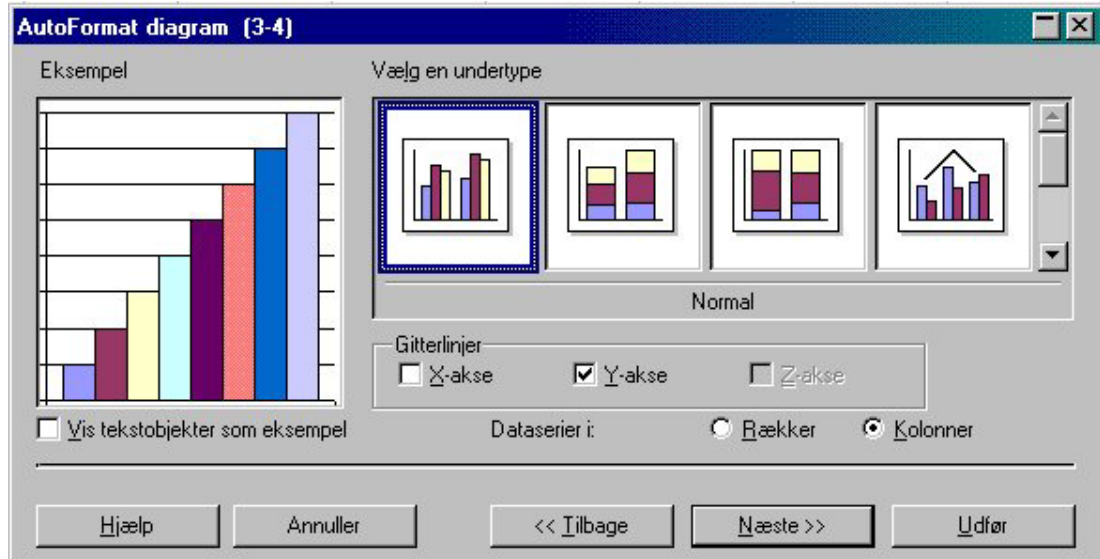 AutoFormat diagram (3-4)
Eksempel
Vælg en undertype
Normal
Gitterlinjer
X-akse
Y-akse
Z-akse
Vis tekstobjekter som eksempel
Dataserier i:
Rækker
Kolonner
Hjælp
Annuller
<< Tilbage
Næste >>
Udfør